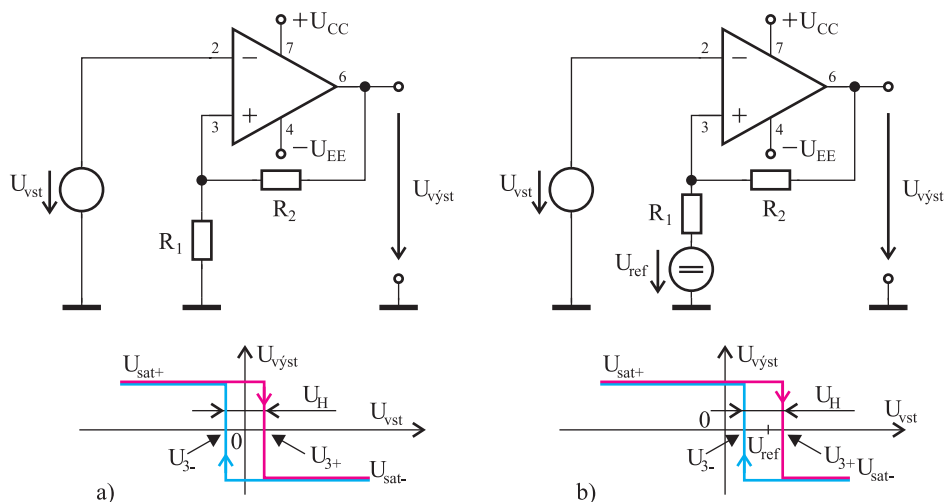 +U_CC
2
7
−
6
+
3
4
−U_EE
U_vst
R_2
U_výst
R_1
U_sat+
U_výst
U_H
U_vst
0
U_3-
U_3+
U_sat-
a)
+U_CC
2
7
−
6
+
3
4
−U_EE
U_vst
R_1
R_2
U_výst
U_ref
U_sat+
U_výst
U_H
U_vst
0
U_3-
U_ref
U_3+
U_sat-
b)